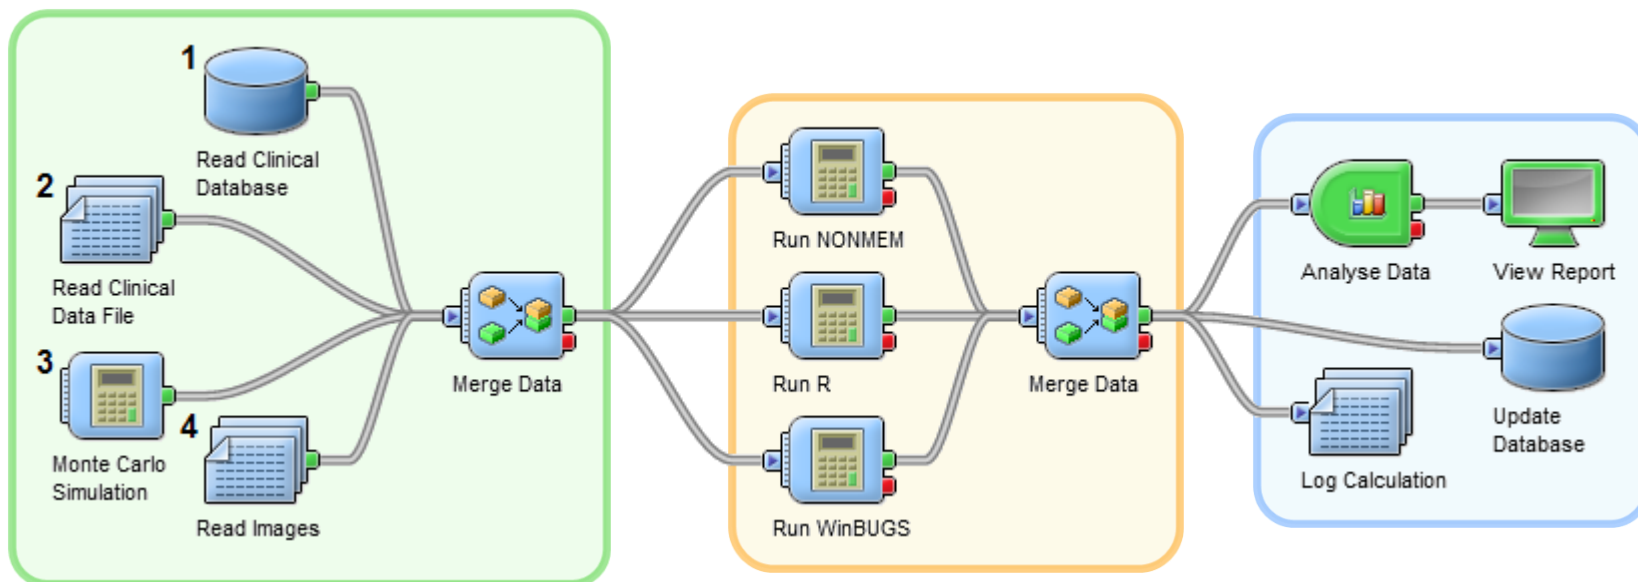 1
Read Clinical
Database
2
Read Clinical
Data File
3
Monte Carlo
Simulation
4
Read Images
Merge Data
Run NONMEM
Run R
Run WinBUGS
Merge Data
Analyse Data
View Report
Update
Database
Log Calculation